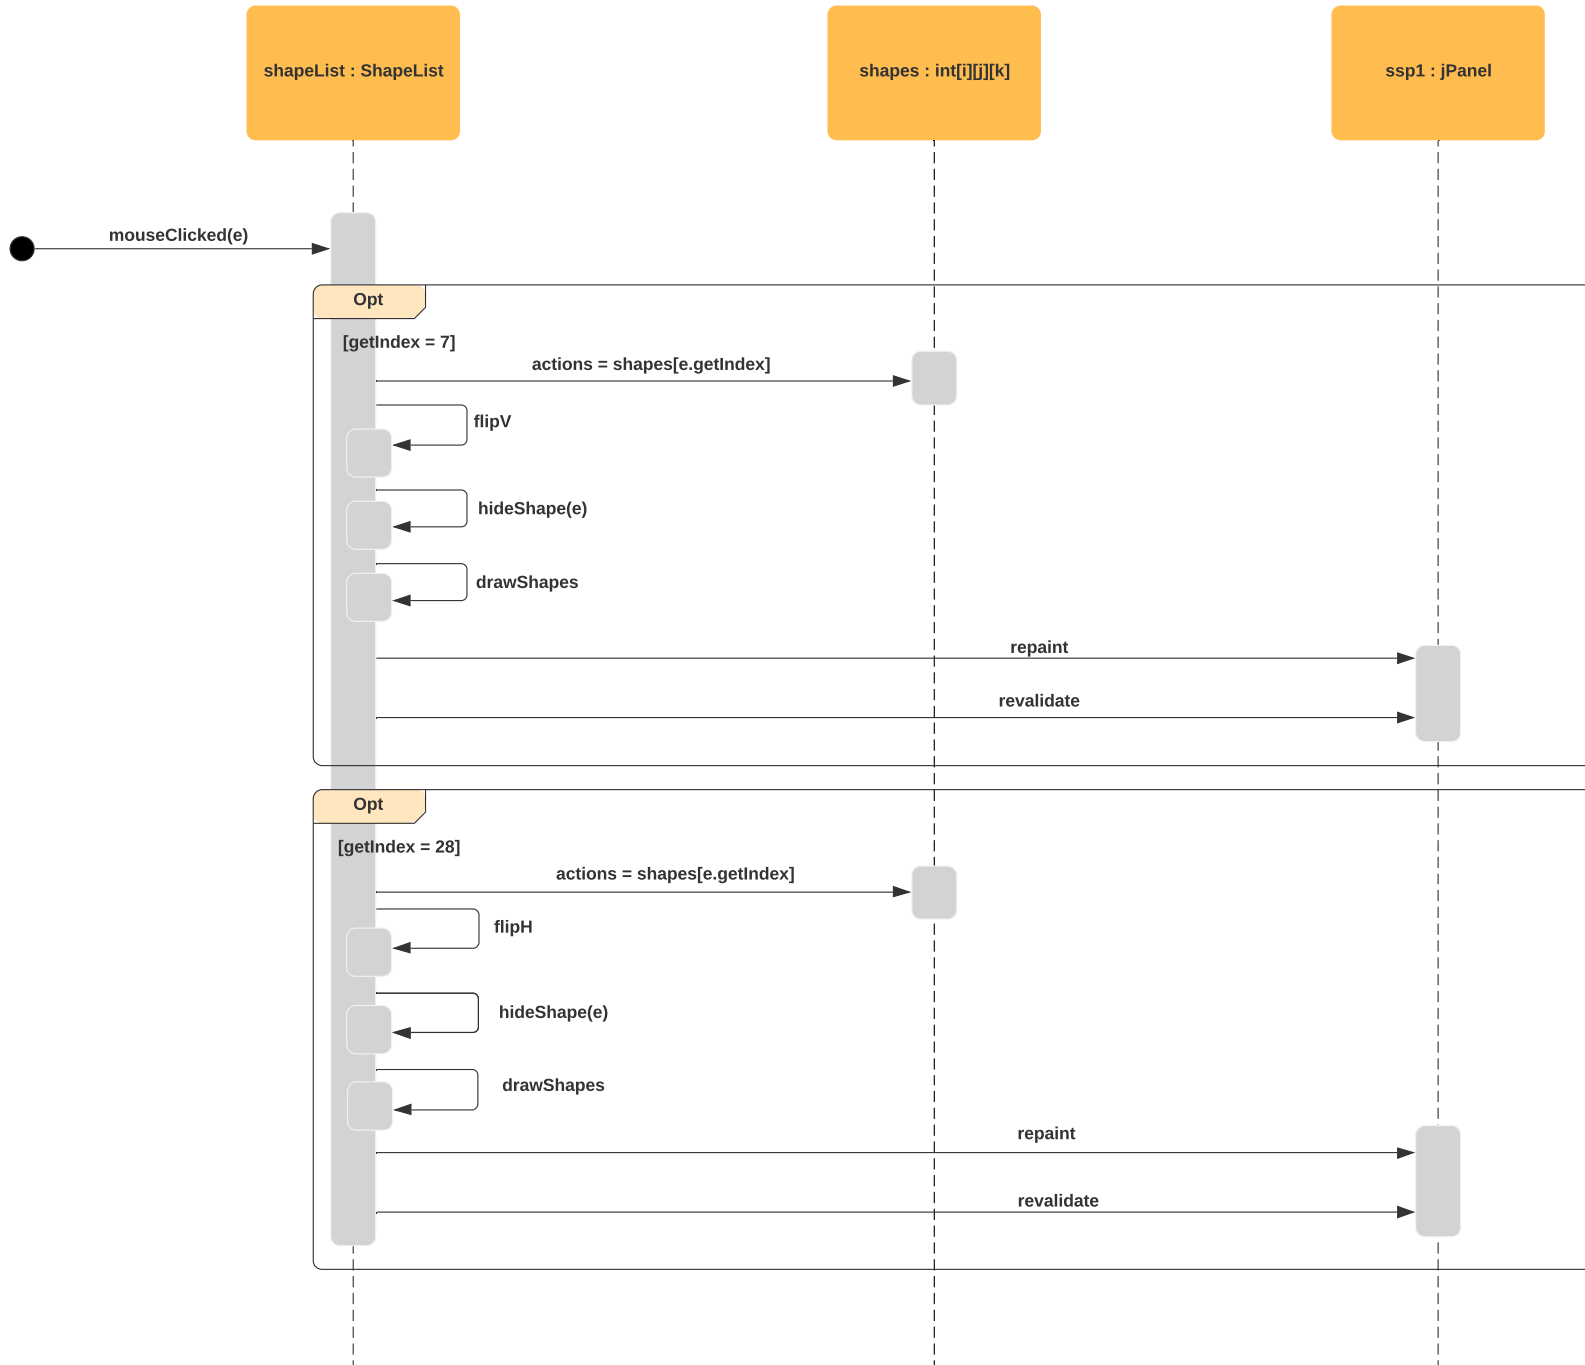 shapeList : ShapeList
shapes : int[i][j][k]
ssp1 : jPanel
mouseClicked(e)
Opt
[getIndex = 7]
actions = shapes[e.getIndex]
flipV
hideShape(e)
drawShapes
repaint
revalidate
Opt
[getIndex = 28]
actions = shapes[e.getIndex]
flipH
hideShape(e)
drawShapes
repaint
revalidate